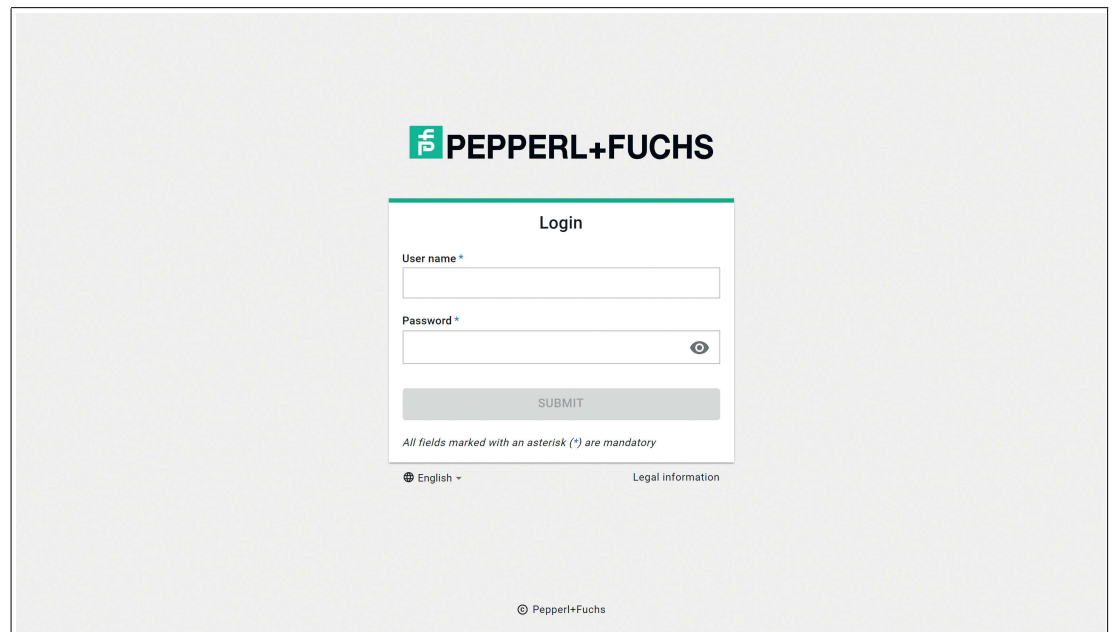 PEPPERL+FUCHS
Login
User name *
Password *
SUBMIT
All fields marked with an asterisk (*) are mandatory
English
Legal information
© Pepperl+Fuchs